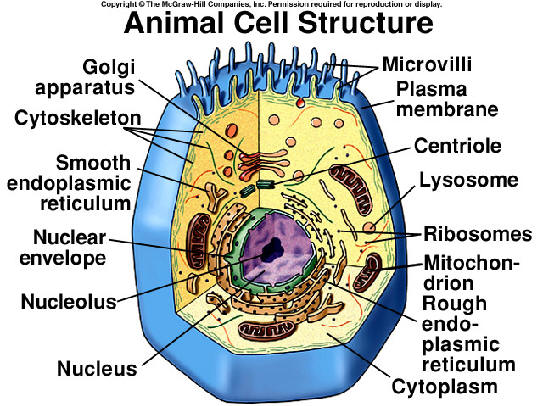 Copyright © The McGraw-Hill Companies, Inc. Permission required for reproduction or display.
Animal Cell Structure
Golgi
apparatus
Cytoskeleton
Smooth
endoplasmic
reticulum
Nuclear
envelope
Nucleolus
Nucleus
Microvilli
Plasma
membrane
Centriole
Lysosome
Ribosomes
Mitochon-
drion
Rough
endo-
plasmic
reticulum
Cytoplasm